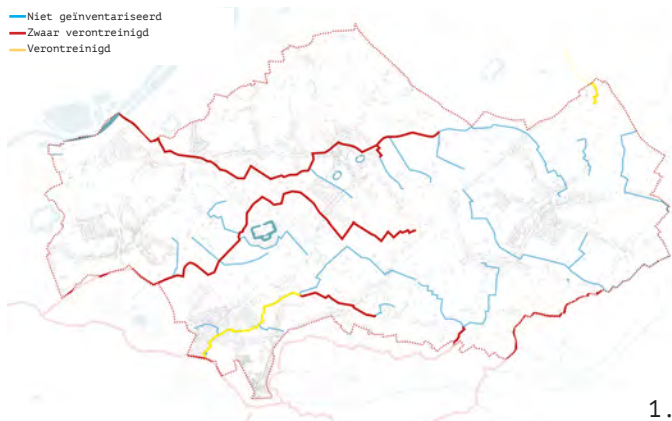 Niet geïnventariseerd
Zwaar verontreinigd
Verontreinigd
1.